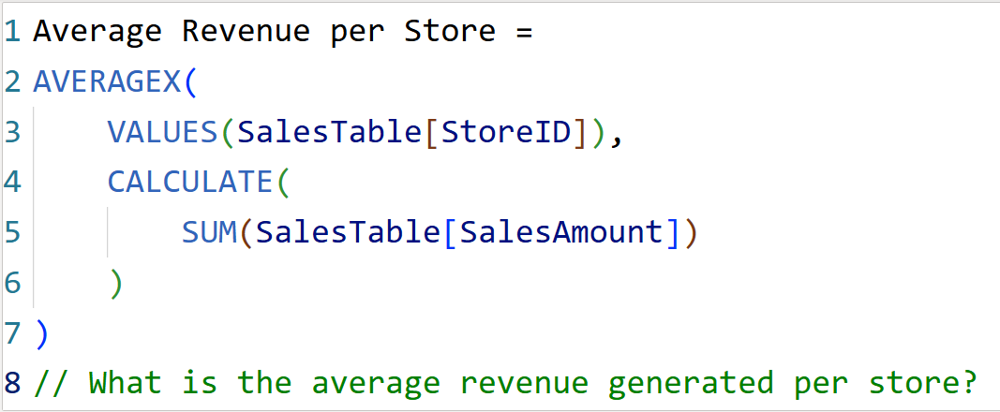 1 Average Revenue per Store =
2 AVERAGEX(
3 VALUES(SalesTable[StoreID]),
4 CALCULATE(
5 SUM(SalesTable[SalesAmount])
6 )
7 )
8 // What is the average revenue generated per store?